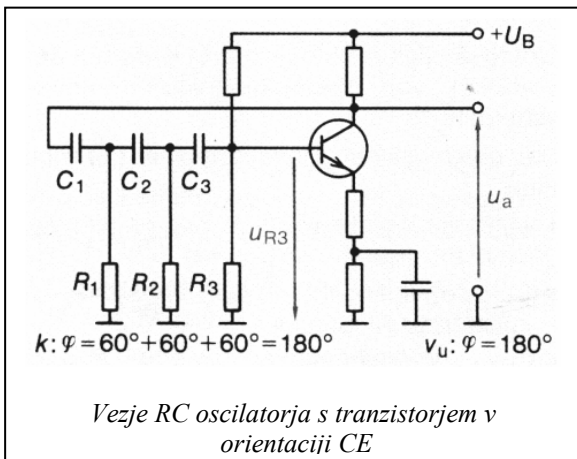 +U_B
C_1 C_2 C_3
u_R3
u_a
R_1 R_2 R_3
k: φ=60°+60°+60°=180°
v_u: φ=180°
Vezje RC oscilatorja s tranzistorjem v
orientaciji CE